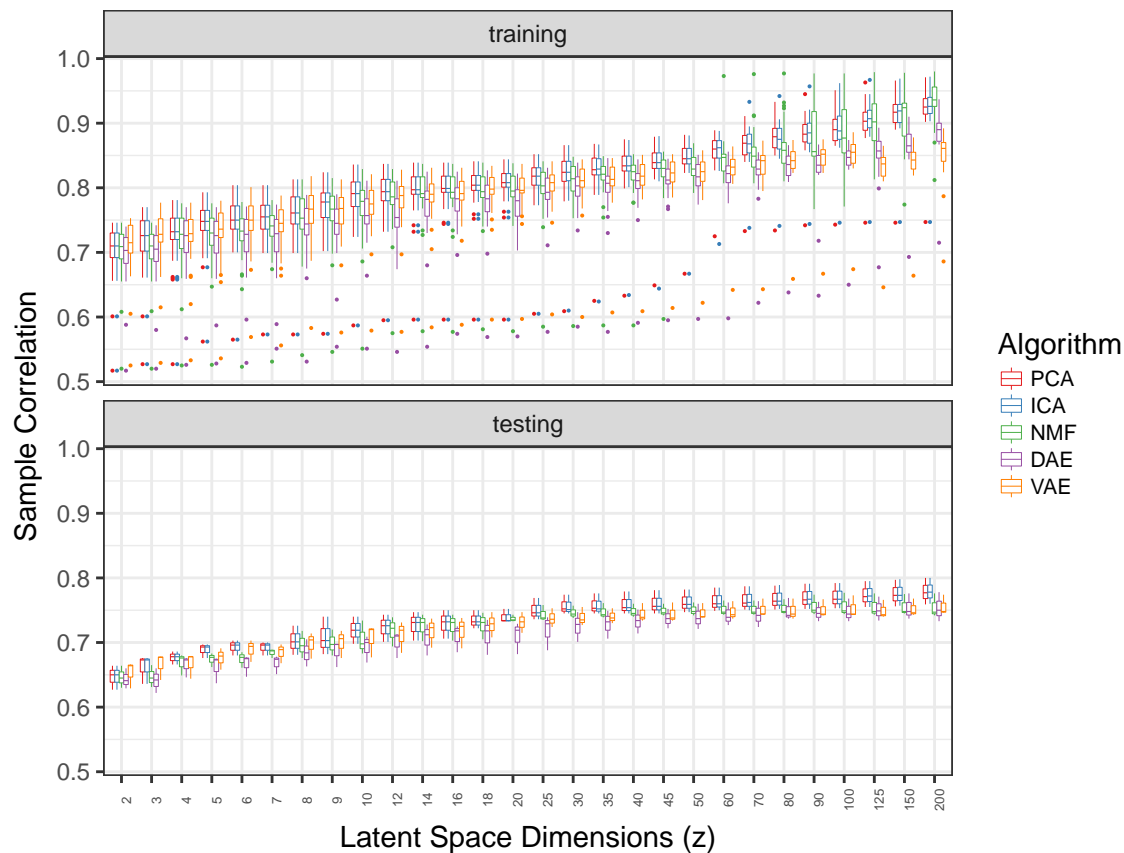 training
1.0
0.9
0.8
0.7
0.6
0.5
testing
1.0
0.9
0.8
0.7
0.6
0.5
Sample Correlation
2 3 4 5 6 7 8 9 10 12 14 16 18 20 25 30 35 40 45 50 60 70 80 90 100 125 150 200
Latent Space Dimensions (z)
Algorithm
PCA
ICA
NMF
DAE
VAE